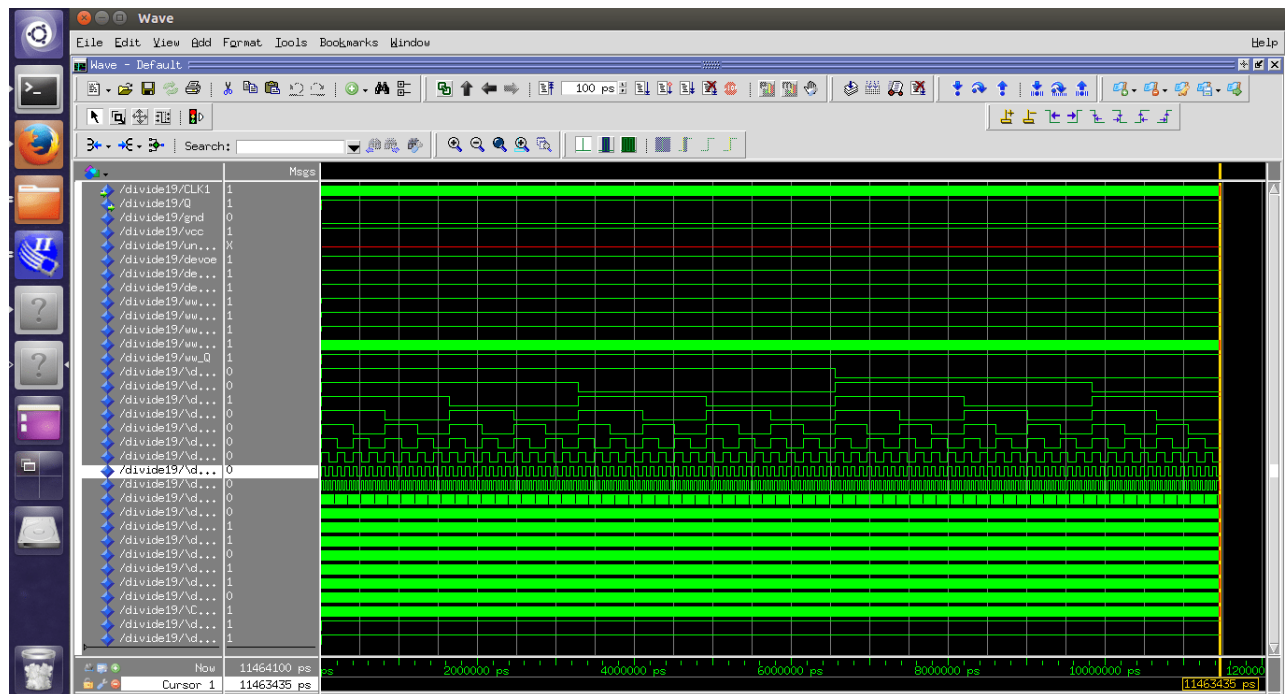 Wave
File Edit View Add Format Tools Bookmarks Window Help
Wave - Default
100 ps
Search:
Msgs
/divide19/CLK1 1
/divide19/Q 1
/divide19/gnd 0
/divide19/vcc 1
/divide19/un... X
/divide19/devoe 1
/divide19/de... 1
/divide19/de... 1
/divide19/ww... 1
/divide19/ww... 1
/divide19/ww... 1
/divide19/ww... 1
/divide19/ww_Q 1
/divide19/\d... 0
/divide19/\d... 0
/divide19/\d... 1
/divide19/\d... 0
/divide19/\d... 0
/divide19/\d... 0
/divide19/\d... 0
/divide19/\d... 0
/divide19/\d... 0
/divide19/\d... 0
/divide19/\d... 1
/divide19/\d... 1
/divide19/\d... 0
/divide19/\d... 1
/divide19/\d... 1
/divide19/\d... 0
/divide19/\C... 1
/divide19/\d... 1
/divide19/\d... 1
Now 11464100 ps ps 2000000 ps 4000000 ps 6000000 ps 8000000 ps 10000000 ps 120000
Cursor 1 11463435 ps 11463435 ps